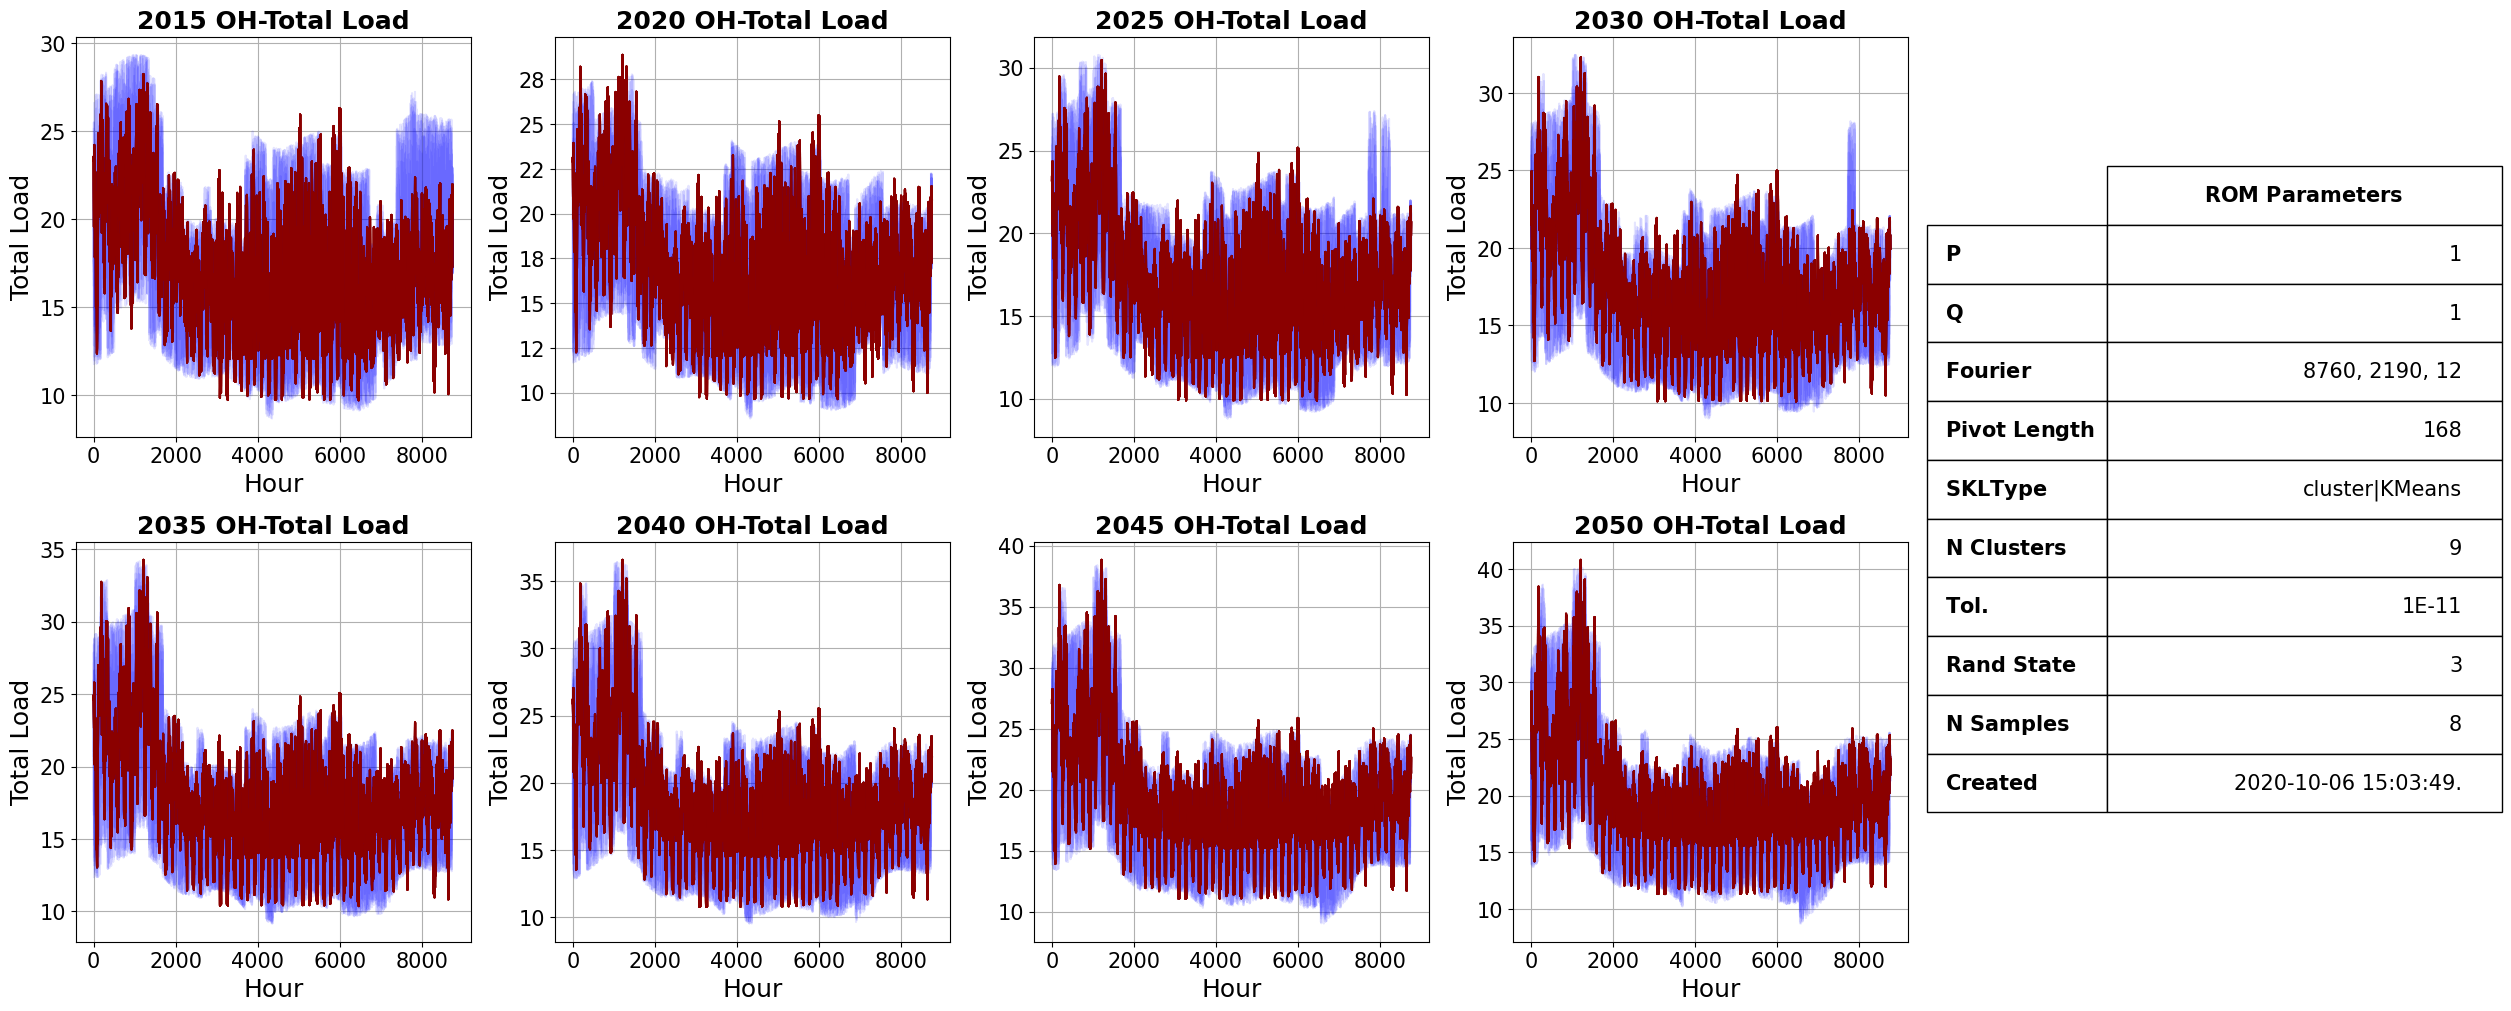 2015 OH-Total Load
30
25
20
15
10
Total Load
0 2000 4000 6000 8000
Hour
2020 OH-Total Load
28
25
22
20
18
15
12
10
Total Load
0 2000 4000 6000 8000
Hour
2025 OH-Total Load
30
25
20
15
10
Total Load
0 2000 4000 6000 8000
Hour
2030 OH-Total Load
30
25
20
15
10
Total Load
0 2000 4000 6000 8000
Hour
2035 OH-Total Load
35
30
25
20
15
10
Total Load
0 2000 4000 6000 8000
Hour
2040 OH-Total Load
35
30
25
20
15
10
Total Load
0 2000 4000 6000 8000
Hour
2045 OH-Total Load
40
35
30
25
20
15
10
Total Load
0 2000 4000 6000 8000
Hour
2050 OH-Total Load
40
35
30
25
20
15
10
Total Load
0 2000 4000 6000 8000
Hour
ROM Parameters
P 1
Q 1
Fourier 8760, 2190, 12
Pivot Length 168
SKLType cluster|KMeans
N Clusters 9
Tol. 1E-11
Rand State 3
N Samples 8
Created 2020-10-06 15:03:49.